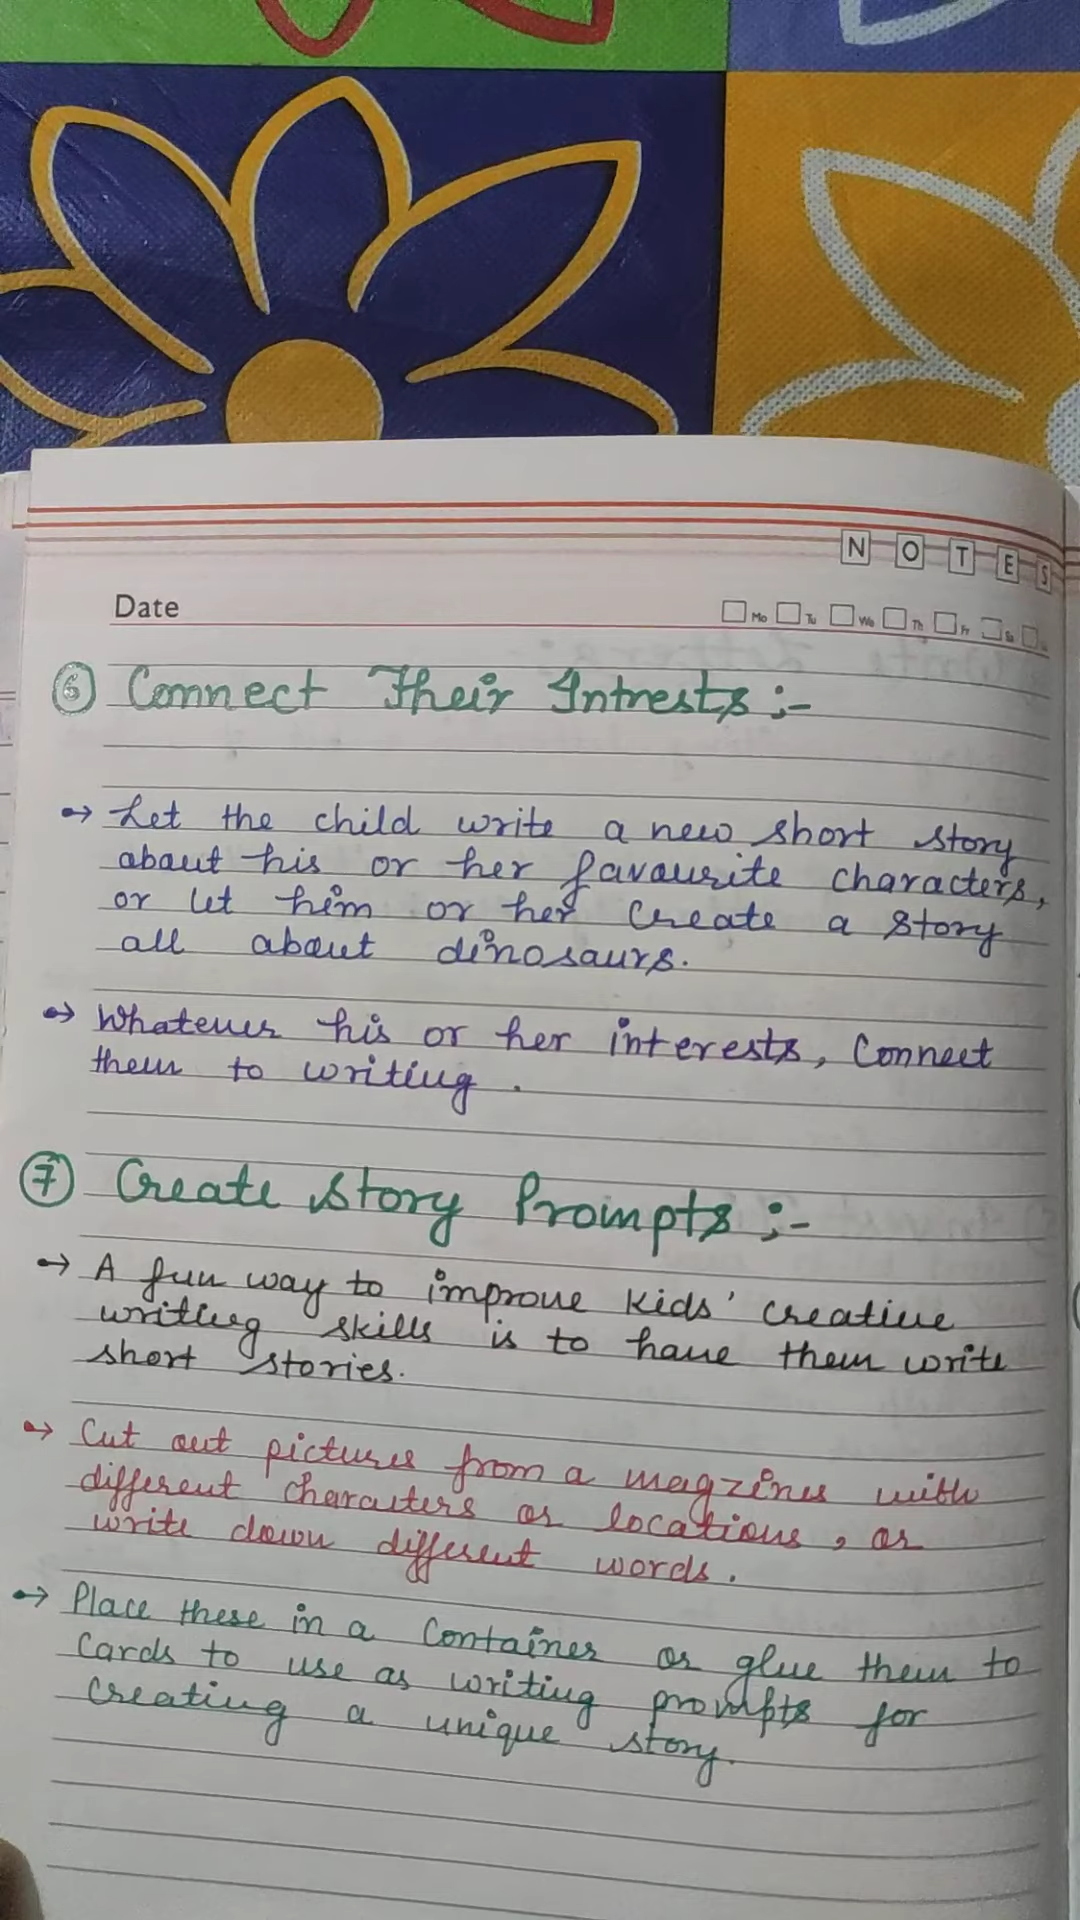 NOTES
Date
Mo Tu We Th Fr Sa
6 Connect Their Intrests :-
→ Let the child write a new short story
about his or her favourite characters,
or let him or her create a story
all about dinosaurs.
→ Whatever his or her interests, Connect
them to writing.
7 Create Story Prompts :-
→ A fun way to improve kids' creative
writing skills is to have them write
short stories.
→ Cut out pictures from a magzines with
different characters or locations, or
write down different words.
→ Place these in a Container or glue them to
Cards to use as writing prompts for
creating a unique story.